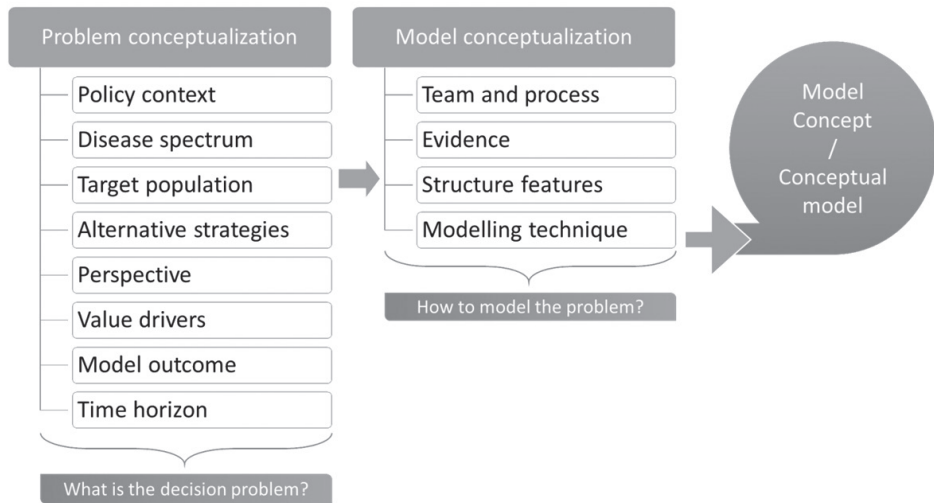 Problem conceptualization
Policy context
Disease spectrum
Target population
Alternative strategies
Perspective
Value drivers
Model outcome
Time horizon
What is the decision problem?
Model conceptualization
Team and process
Evidence
Structure features
Modelling technique
How to model the problem?
Model
Concept
/
Conceptual
model